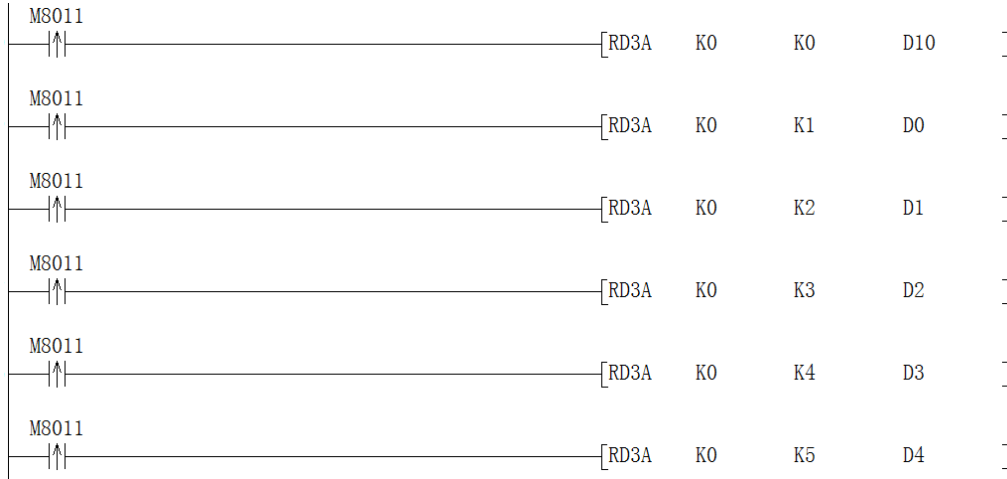 M8011
RD3A K0 K0 D10
M8011
RD3A K0 K1 D0
M8011
RD3A K0 K2 D1
M8011
RD3A K0 K3 D2
M8011
RD3A K0 K4 D3
M8011
RD3A K0 K5 D4